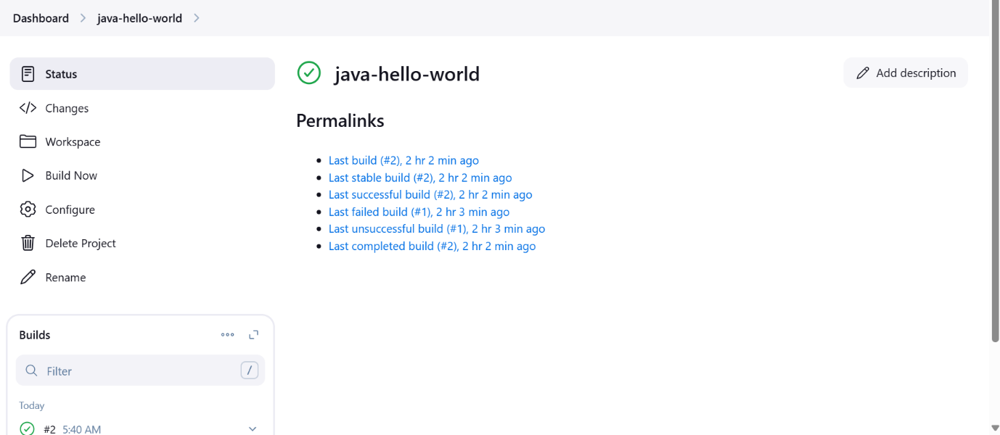 Dashboard java-hello-world
Status
Changes
Workspace
Build Now
Configure
Delete Project
Rename
Builds
Filter /
Today
#2 5:40 AM
java-hello-world
Add description
Permalinks
Last build (#2), 2 hr 2 min ago
Last stable build (#2), 2 hr 2 min ago
Last successful build (#2), 2 hr 2 min ago
Last failed build (#1), 2 hr 3 min ago
Last unsuccessful build (#1), 2 hr 3 min ago
Last completed build (#2), 2 hr 2 min ago